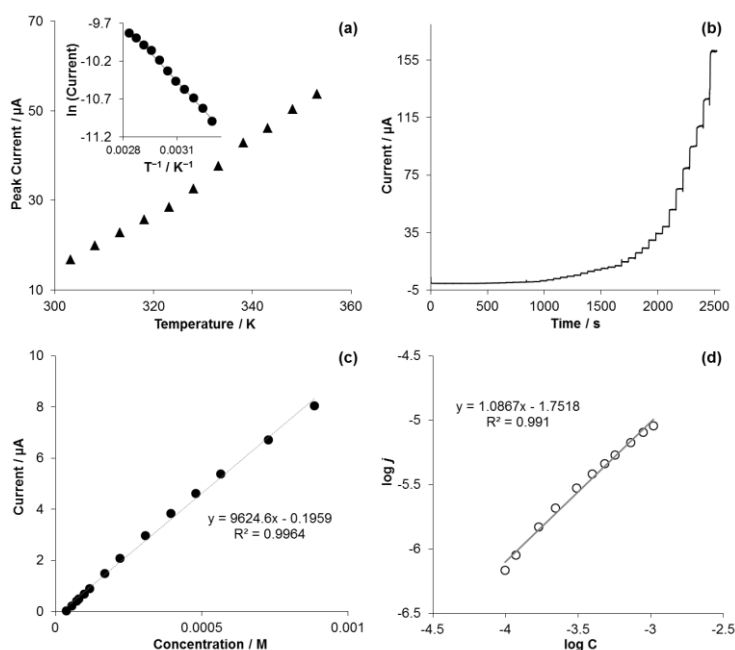 (a)
Peak Current / µA
70
50
30
10
300
320
340
360
Temperature / K
ln (Current)
-9.7
-10.2
-10.7
-11.2
0.0028
0.0031
T⁻¹ / K⁻¹
(b)
Current / µA
155
115
75
35
-5
0
500
1000
1500
2000
2500
Time / s
(c)
Current / µA
10
8
6
4
2
0
0
0.0005
0.001
Concentration / M
y = 9624.6x - 0.1959
R² = 0.9964
(d)
log j
-4.5
-5
-5.5
-6
-6.5
-4.5
-4
-3.5
-3
-2.5
log C
y = 1.0867x - 1.7518
R² = 0.991